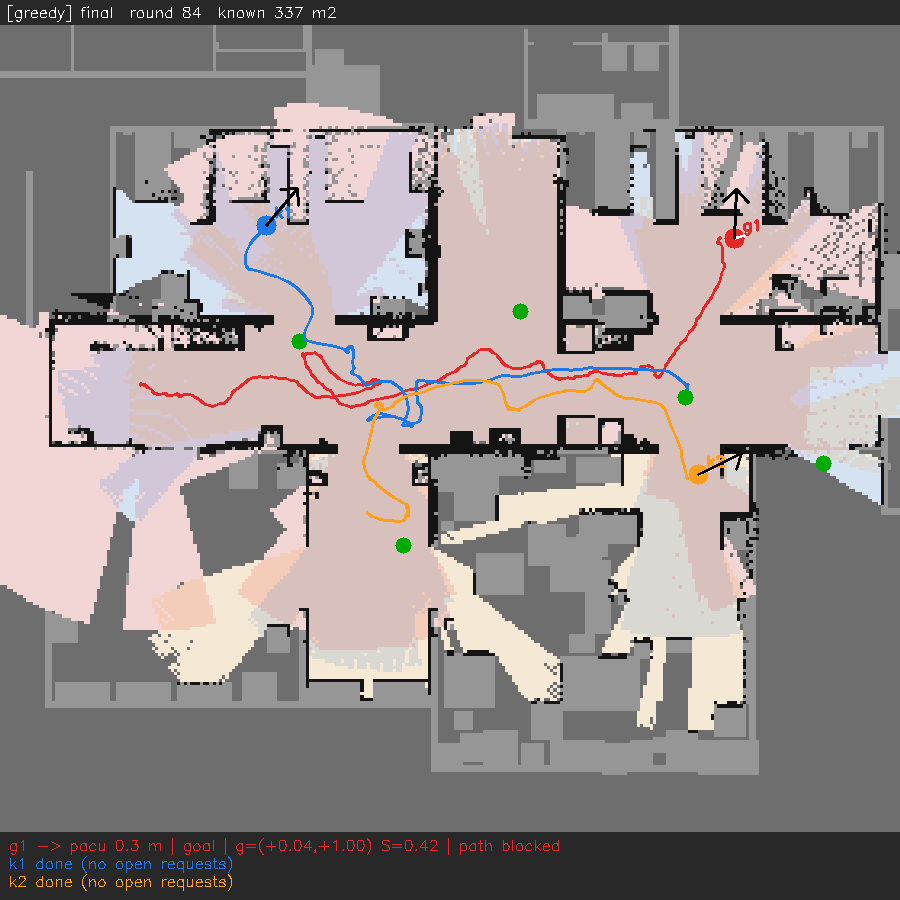 [greedy] final  round 84  known 337 m2
g1
g1 -> pacu 0.3 m | goal | g=(+0.04,+1.00) S=0.42 | path blocked
k1 done (no open requests)
k2 done (no open requests)